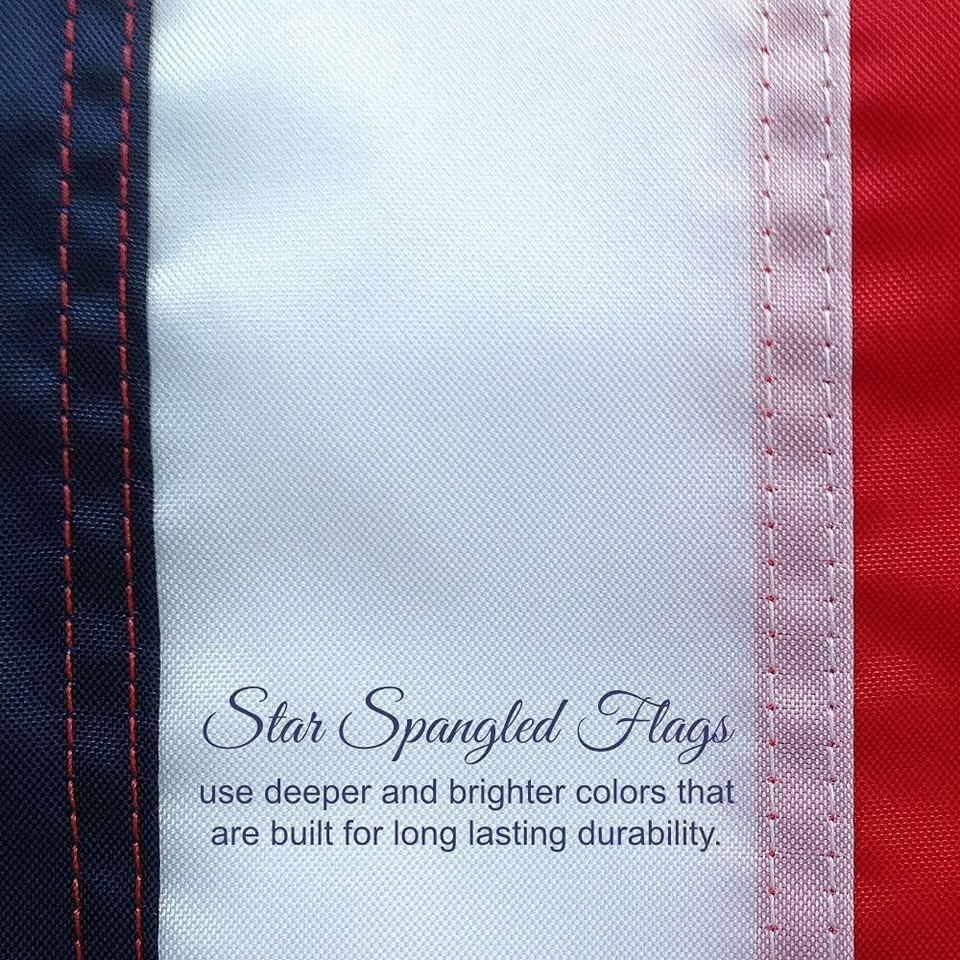 Star Spangled Flags
use deeper and brighter colors that
are built for long lasting durability.